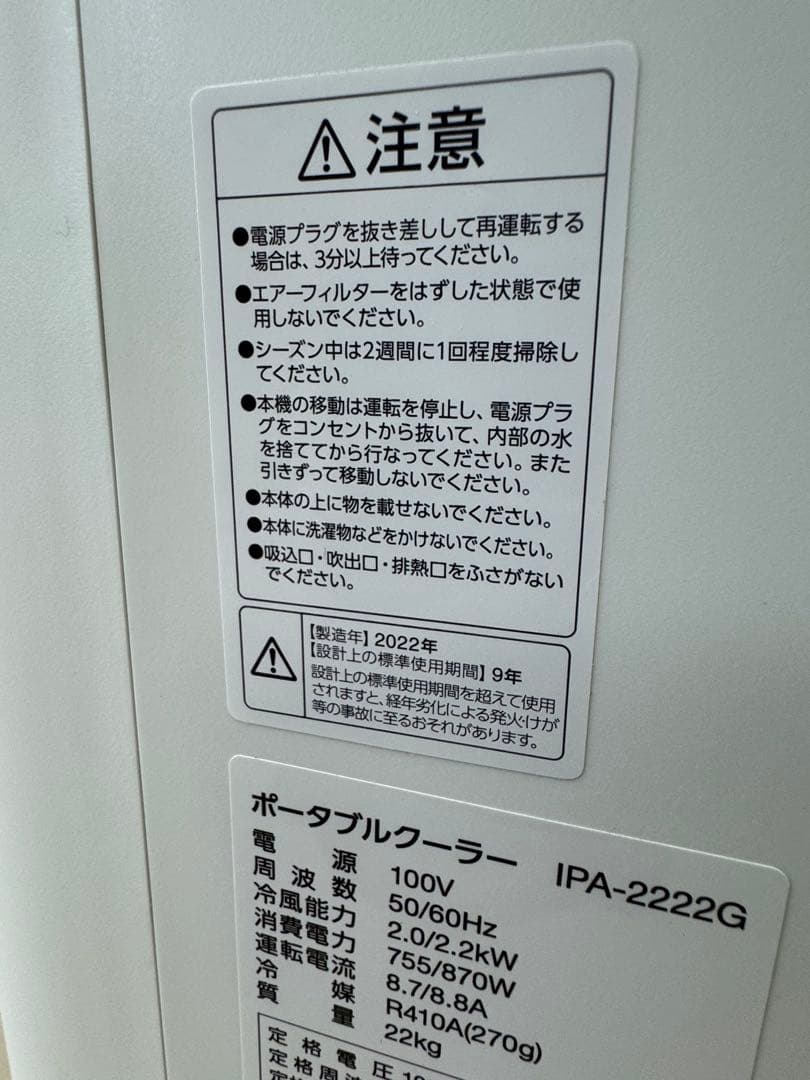 注意
●電源プラグを抜き差しして再運転する
場合は、3分以上待ってください。
●エアーフィルターをはずした状態で使
用しないでください。
●シーズン中は2週間に1回程度掃除し
てください。
●本機の移動は運転を停止し、電源プラ
グをコンセントから抜いて、内部の水
を捨ててから行なってください。また
引きずって移動しないでください。
●本体の上に物を載せないでください。
●本体に洗濯物などをかけないでください。
●吸込口・吹出口・排熱口をふさがない
でください。
【製造年】2022年
【設計上の標準使用期間】9年
設計上の標準使用期間を超えて使用
されますと、経年劣化による発火・けが
等の事故に至るおそれがあります。
ポータブルクーラー IPA-2222G
電源 100V
周波数 50/60Hz
冷風能力 2.0/2.2kW
消費電力 755/870W
運転電流 8.7/8.8A
冷媒 R410A(270g)
質量 22kg
定格電圧
定格周